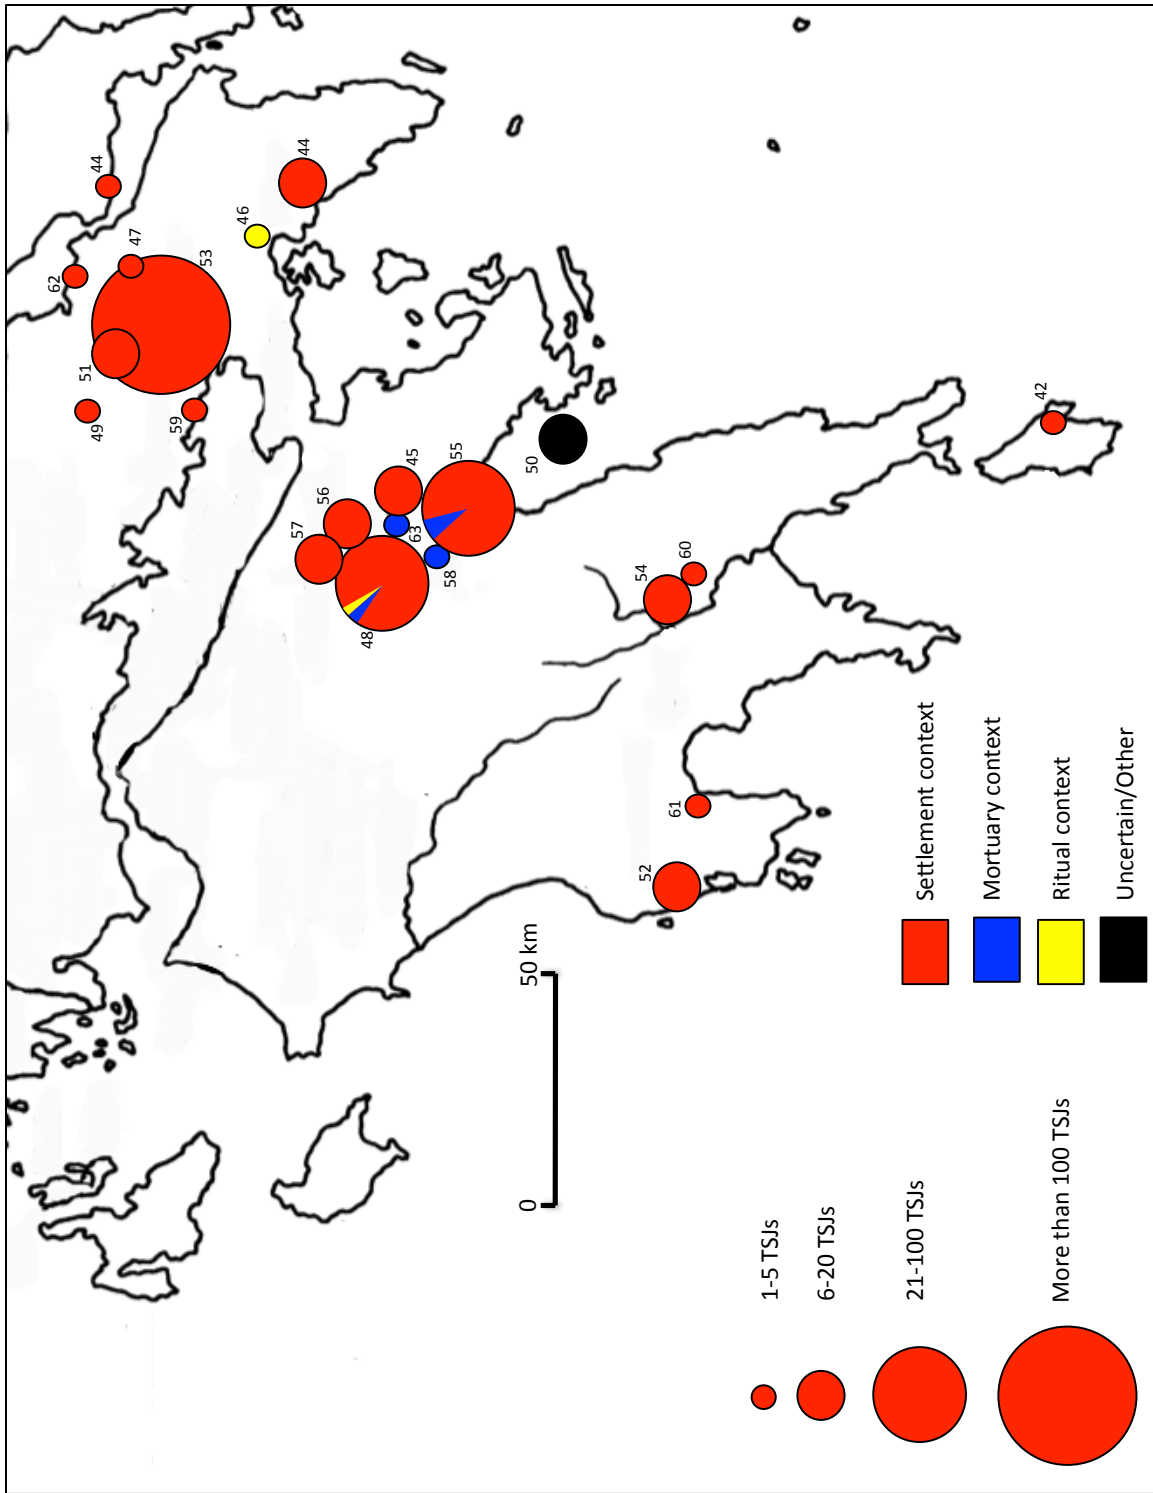 62
51
49
44
47
59
53
46
57
44
56
48
45
63
58
55
0 50 km
50
54
52
61
60
42
1-5 TSJs
6-20 TSJs
21-100 TSJs
More than 100 TSJs
Settlement context
Mortuary context
Ritual context
Uncertain/Other